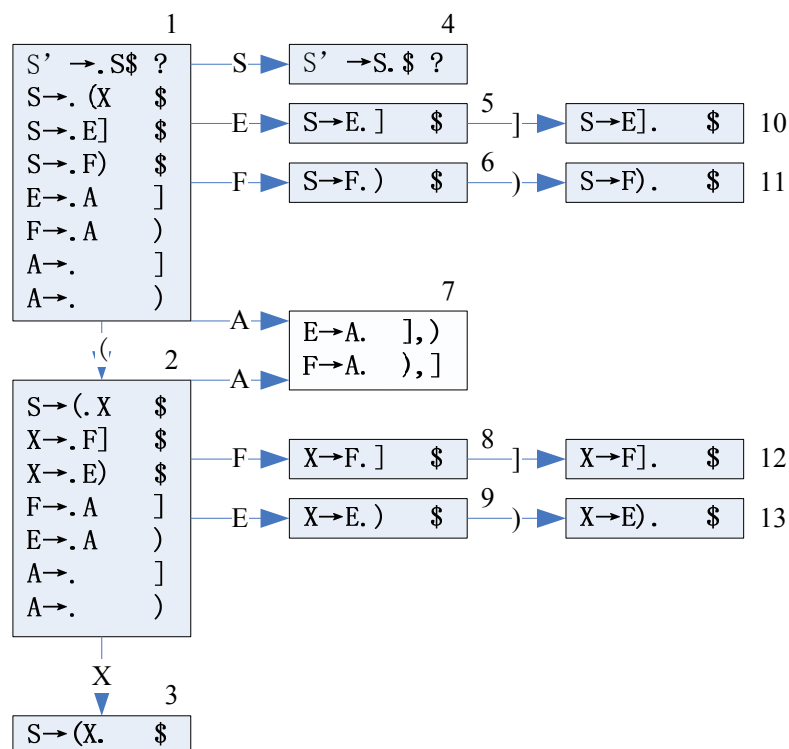 1
S' →.S$ ?
S→.(X $
S→.E] $
S→.F) $
E→.A ]
F→.A )
A→. ]
A→. )
S
4
S' →S.$ ?
E
S→E.] $
5
]
S→E]. $
10
F
S→F.) $
6
)
S→F). $
11
A
7
E→A. ],)
F→A. ),]
(
2
A
S→(.X $
X→.F] $
X→.E) $
F→.A ]
E→.A )
A→. ]
A→. )
F
X→F.] $
8
]
X→F]. $
12
E
X→E.) $
9
)
X→E). $
13
X
3
S→(X. $